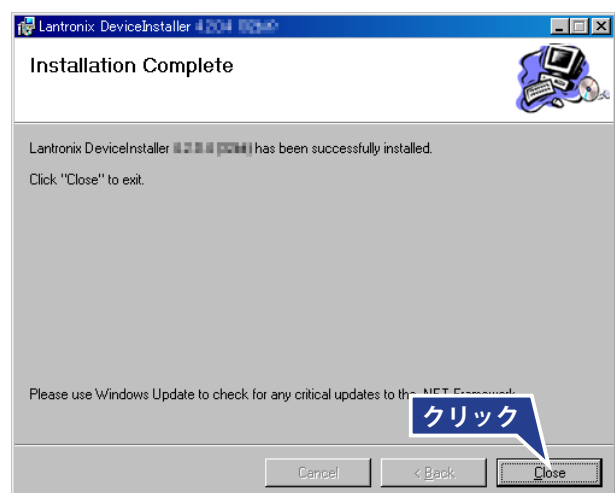 Lantronix DeviceInstaller
Installation Complete
Lantronix DeviceInstaller has been successfully installed.
Click "Close" to exit.
Please use Windows Update to check for any critical updates to the .NET Framework.
クリック
Cancel
< Back
Close